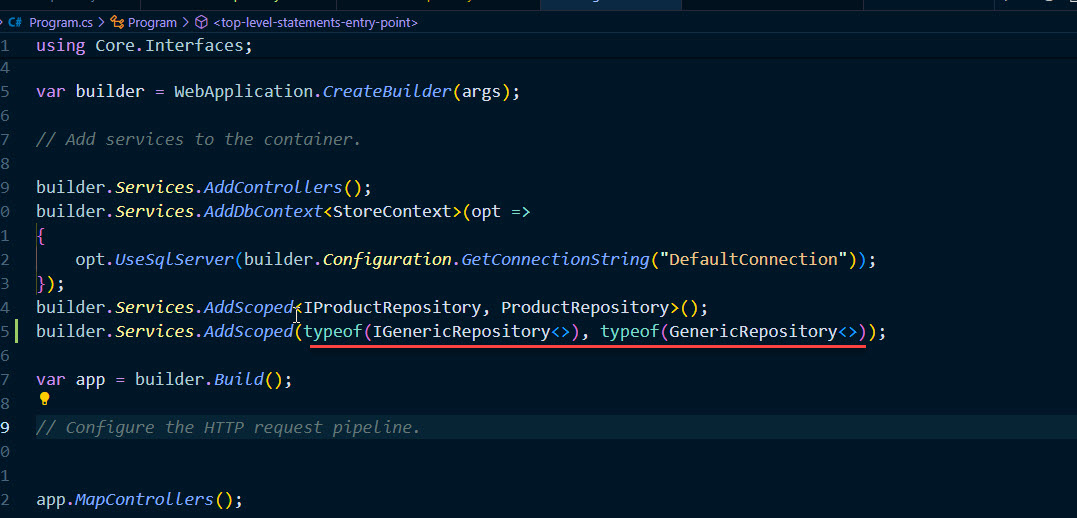 C# Program.cs > Program > <top-level-statements-entry-point>
1 using Core.Interfaces;
4
5 var builder = WebApplication.CreateBuilder(args);
6
7 // Add services to the container.
8
9 builder.Services.AddControllers();
0 builder.Services.AddDbContext<StoreContext>(opt =>
1 {
2 opt.UseSqlServer(builder.Configuration.GetConnectionString("DefaultConnection"));
3 });
4 builder.Services.AddScoped<IProductRepository, ProductRepository>();
5 builder.Services.AddScoped(typeof(IGenericRepository<>), typeof(GenericRepository<>));
6
7 var app = builder.Build();
8
9 // Configure the HTTP request pipeline.
0
1
2 app.MapControllers();